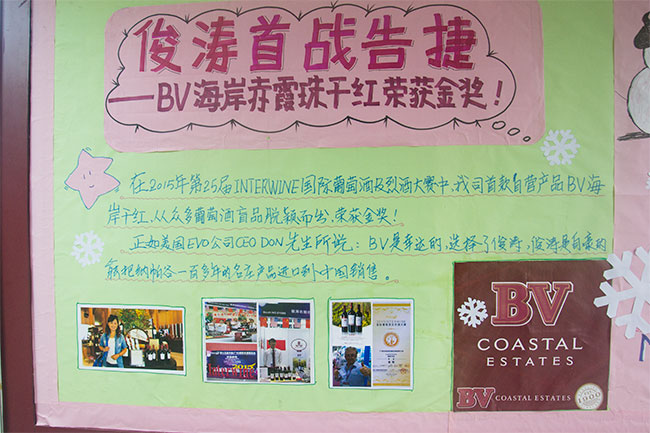 俊涛首战告捷
——BV海岸赤霞珠干红荣获金奖！
在2015年第25届INTERWINE国际葡萄酒及烈酒大赛中，我司首款自营产品BV海
岸干红，从众多葡萄酒盲品脱颖而出，荣获金奖！
正如美国EVO公司CEO DON先生所说：BV是幸运的，选择了俊涛，俊涛是自豪的
能把纳帕谷一百多年的名庄产品进口到中国销售。
BV
COASTAL
ESTATES
BV COASTAL ESTATES
1900